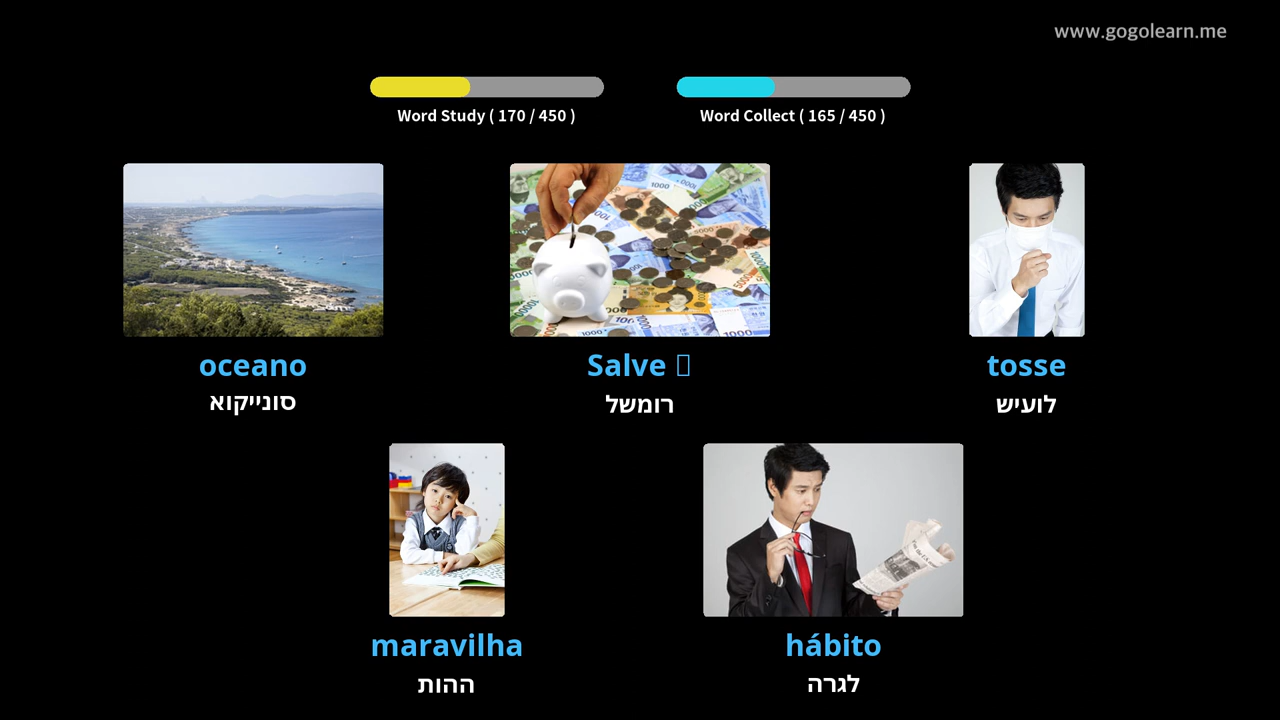 www.gogolearn.me
Word Study ( 170 / 450 )
Word Collect ( 165 / 450 )
oceano
סונייקוא
Salve
רומשל
tosse
לועיש
maravilha
ההות
hábito
לגרה